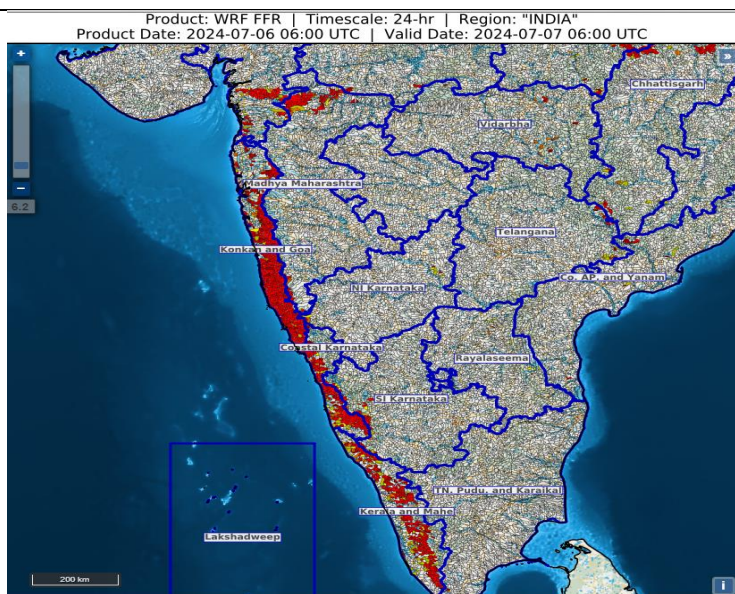 Product: WRF FFR | Timescale: 24-hr | Region: "INDIA"
Product Date: 2024-07-06 06:00 UTC | Valid Date: 2024-07-07 06:00 UTC
+
»
Chhattisgarh
Vidarbha
Madhya Maharashtra
−
6.2
Telangana
Konkan and Goa
Co. AP. and Yanam
NI Karnataka
Coastal Karnataka
Rayalaseema
SI Karnataka
TN. Pudu, and Karaikal
Kerala and Mahe
Lakshadweep
200 km
i